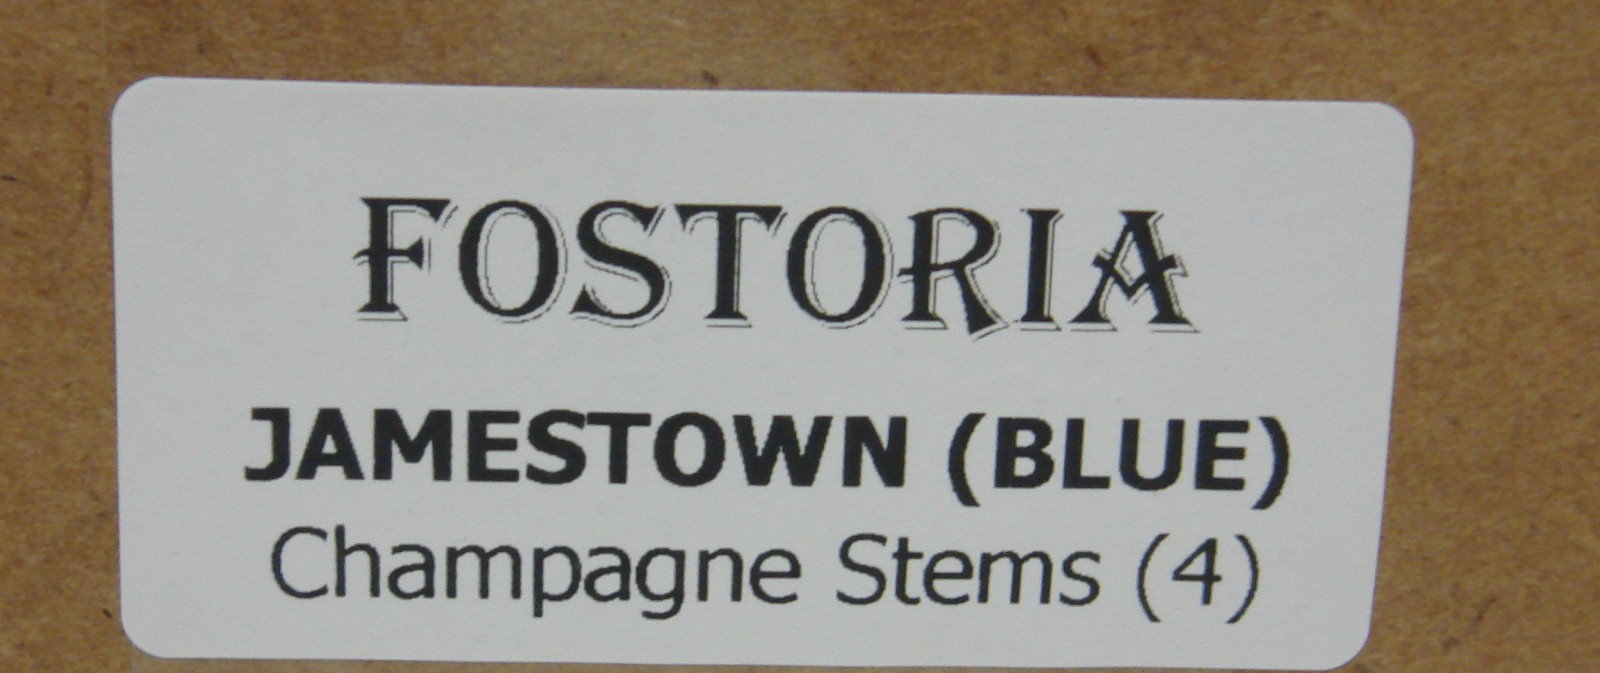 FOSTORIA
JAMESTOWN (BLUE)
Champagne Stems (4)